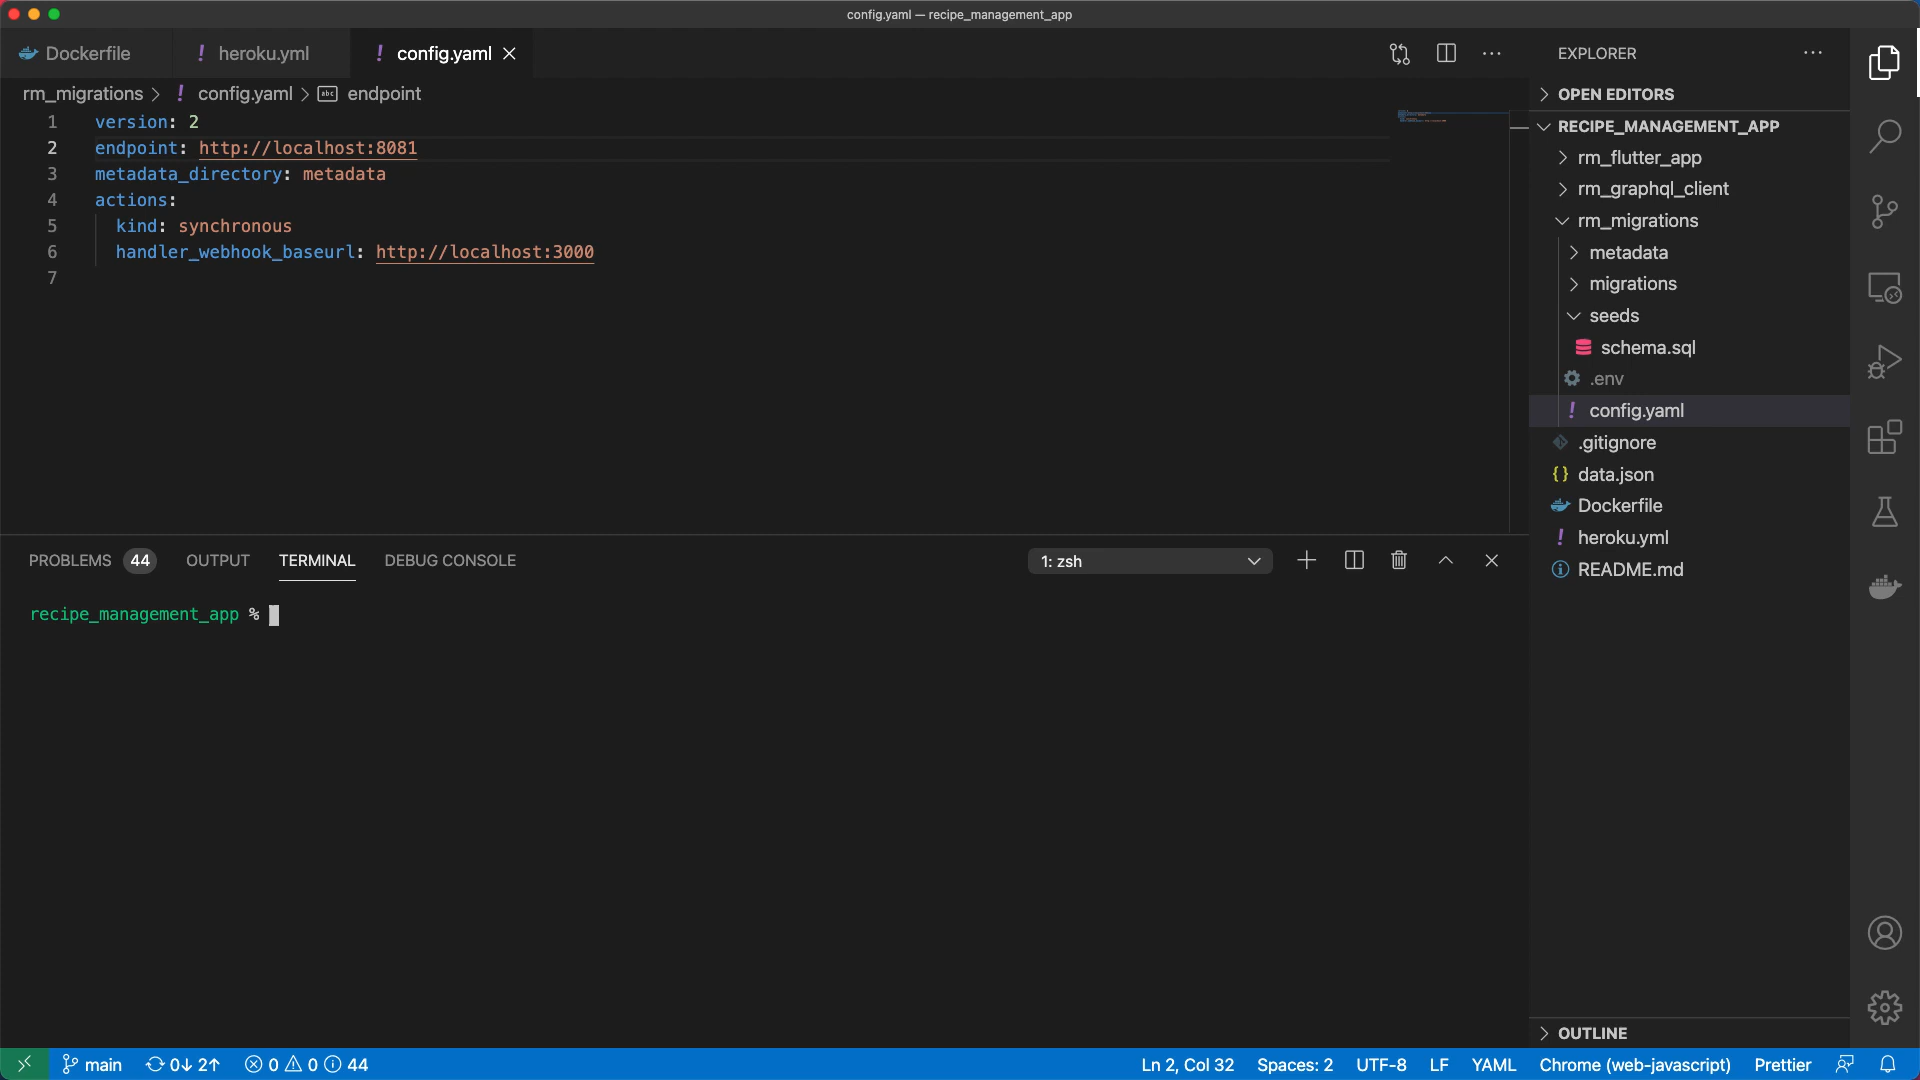 config.yaml — recipe_management_app
Dockerfile
! heroku.yml
! config.yaml
EXPLORER
rm_migrations > ! config.yaml > abc endpoint
1 version: 2
2 endpoint: http://localhost:8081
3 metadata_directory: metadata
4 actions:
5 kind: synchronous
6 handler_webhook_baseurl: http://localhost:3000
7
OPEN EDITORS
RECIPE_MANAGEMENT_APP
rm_flutter_app
rm_graphql_client
rm_migrations
metadata
migrations
seeds
schema.sql
.env
! config.yaml
.gitignore
{} data.json
Dockerfile
! heroku.yml
README.md
OUTLINE
PROBLEMS 44 OUTPUT TERMINAL DEBUG CONSOLE
1: zsh
recipe_management_app %
main 0↓ 2↑ 0 0 44
Ln 2, Col 32 Spaces: 2 UTF-8 LF YAML Chrome (web-javascript) Prettier